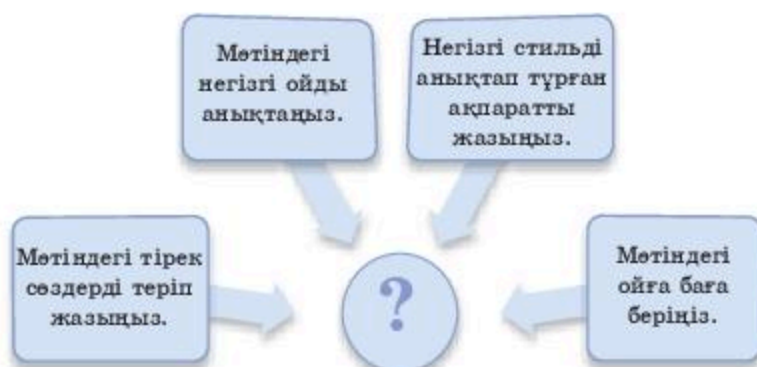 Мәтіндегі
негізгі ойды
анықтаңыз.
Негізгі стильді
анықтап тұрған
ақпаратты
жазыңыз.
Мәтіндегі тірек
сөздерді теріп
жазыңыз.
?
Мәтіндегі
ойға баға
беріңіз.